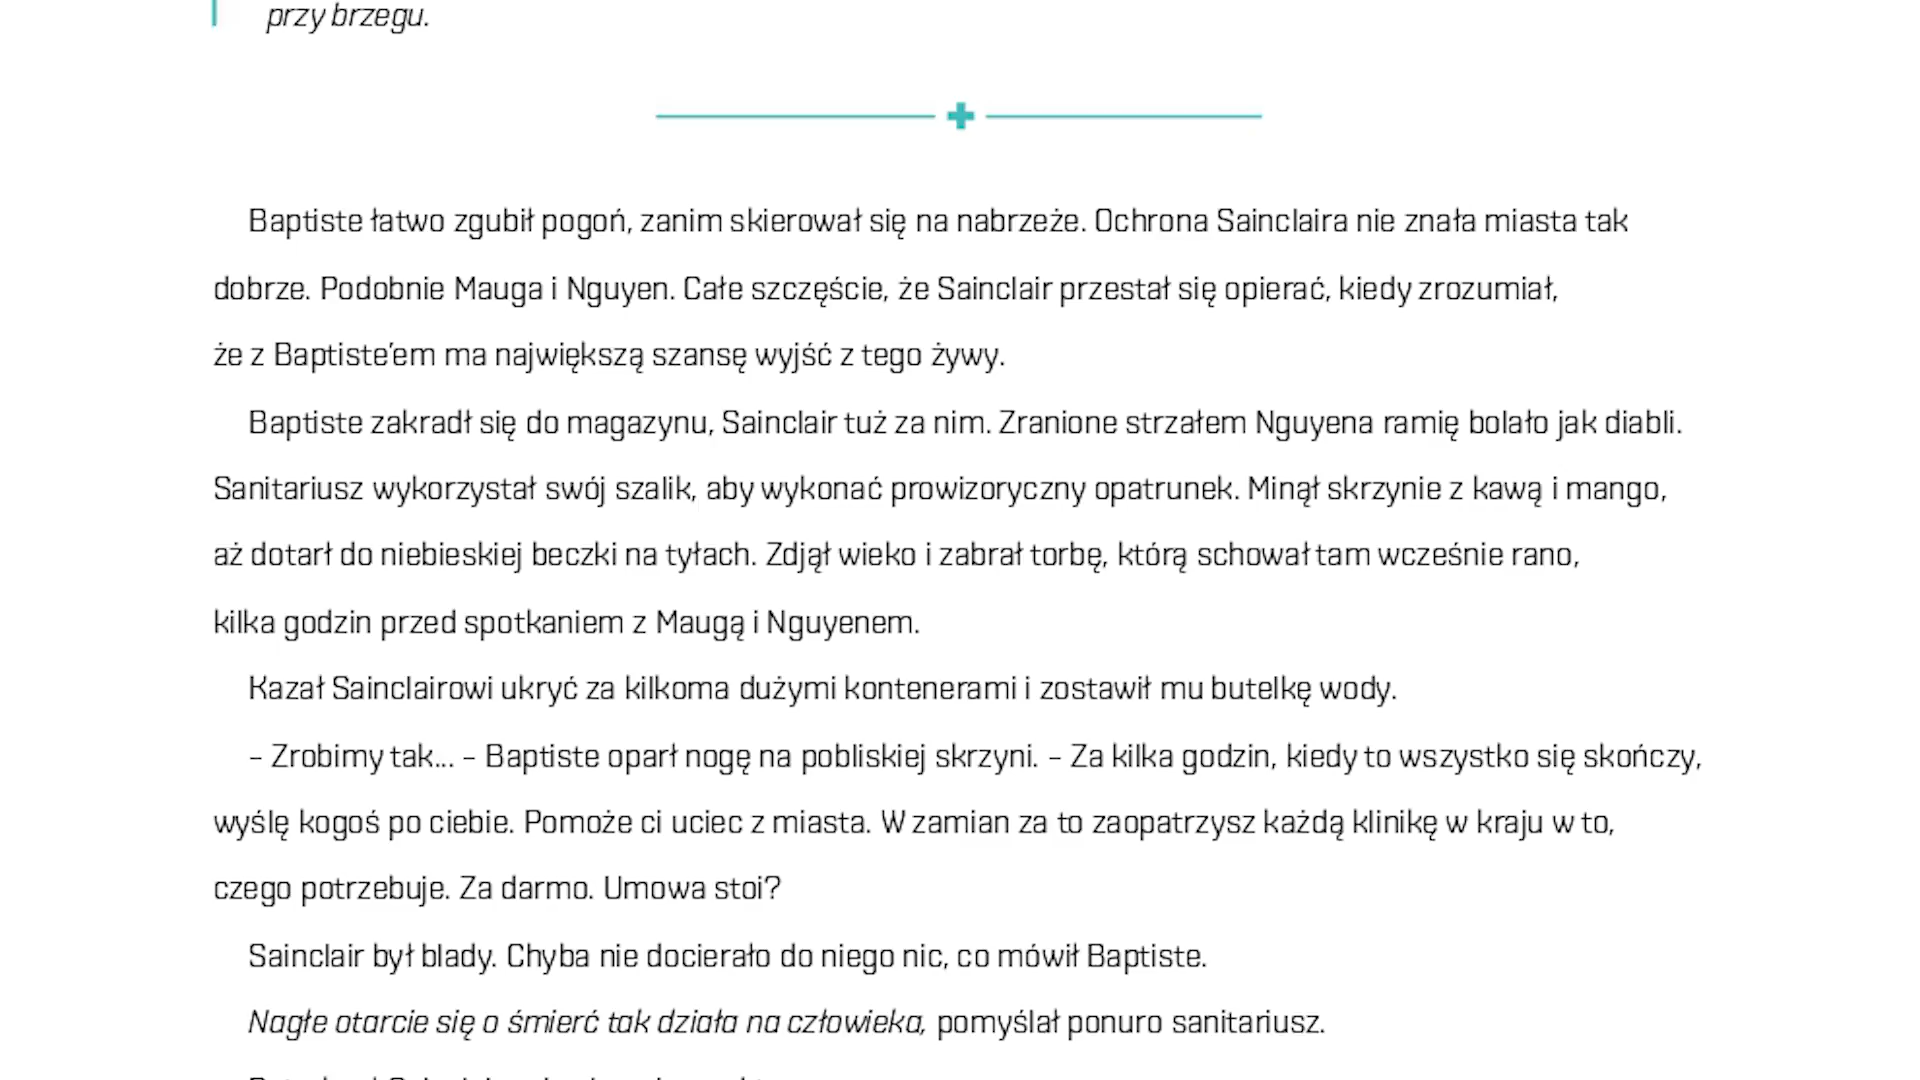 przy brzegu.
Baptiste łatwo zgubił pogoń, zanim skierował się na nabrzeże. Ochrona Sainclaira nie znała miasta tak
dobrze. Podobnie Mauga i Nguyen. Całe szczęście, że Sainclair przestał się opierać, kiedy zrozumiał,
że z Baptiste’em ma największą szansę wyjść z tego żywy.
Baptiste zakradł się do magazynu, Sainclair tuż za nim. Zranione strzałem Nguyena ramię bolało jak diabli.
Sanitariusz wykorzystał swój szalik, aby wykonać prowizoryczny opatrunek. Minął skrzynie z kawą i mango,
aż dotarł do niebieskiej beczki na tyłach. Zdjął wieko i zabrał torbę, którą schował tam wcześnie rano,
kilka godzin przed spotkaniem z Maugą i Nguyenem.
Kazał Sainclairowi ukryć za kilkoma dużymi kontenerami i zostawił mu butelkę wody.
– Zrobimy tak... – Baptiste oparł nogę na pobliskiej skrzyni. – Za kilka godzin, kiedy to wszystko się skończy,
wyślę kogoś po ciebie. Pomoże ci uciec z miasta. W zamian za to zaopatrzysz każdą klinikę w kraju w to,
czego potrzebuje. Za darmo. Umowa stoi?
Sainclair był blady. Chyba nie docierało do niego nic, co mówił Baptiste.
Nagłe otarcie się o śmierć tak działa na człowieka, pomyślał ponuro sanitariusz.